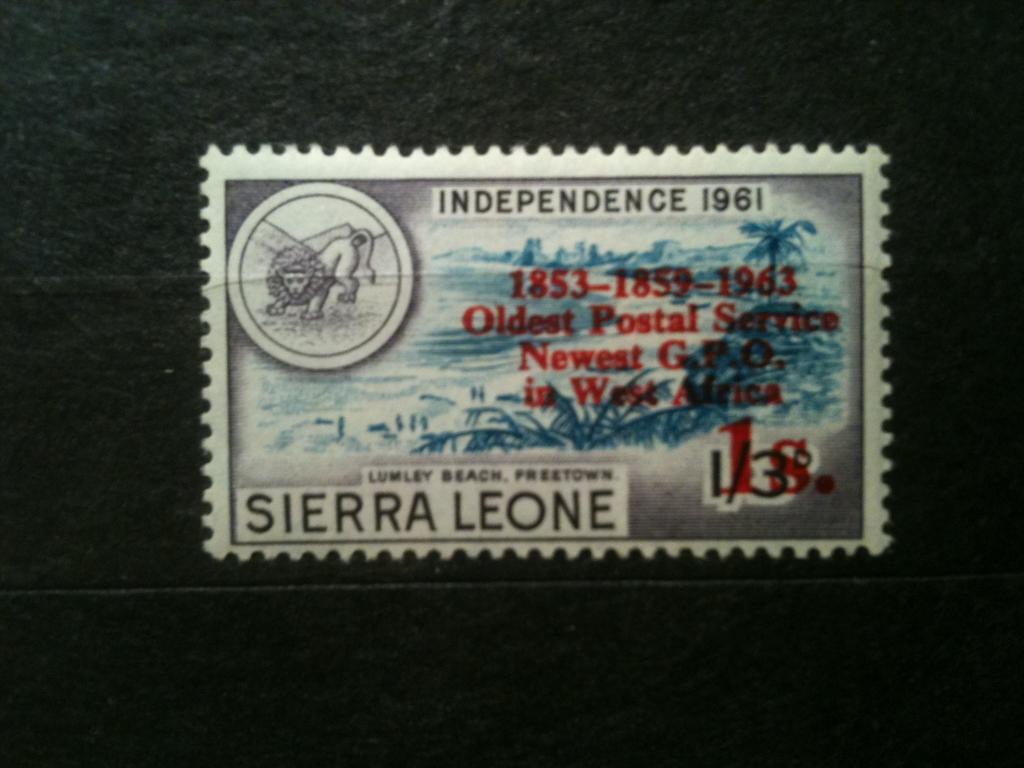 INDEPENDENCE 1961
1853–1859–1963
Oldest Postal Service
Newest G.P.O.
in West Africa
1s.
1/3ᴰ
LUMLEY BEACH, FREETOWN.
SIERRA LEONE